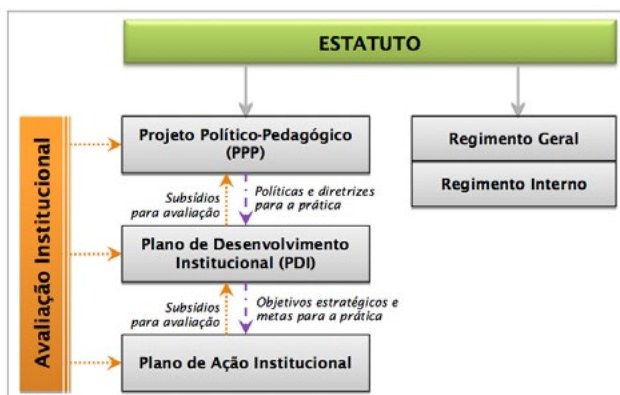 ESTATUTO
Avaliação Institucional
Projeto Político-Pedagógico
(PPP)
Regimento Geral
Regimento Interno
Subsídios
para avaliação
Políticas e diretrizes
para a prática
Plano de Desenvolvimento
Institucional (PDI)
Subsídios
para avaliação
Objetivos estratégicos e
metas para a prática
Plano de Ação Institucional